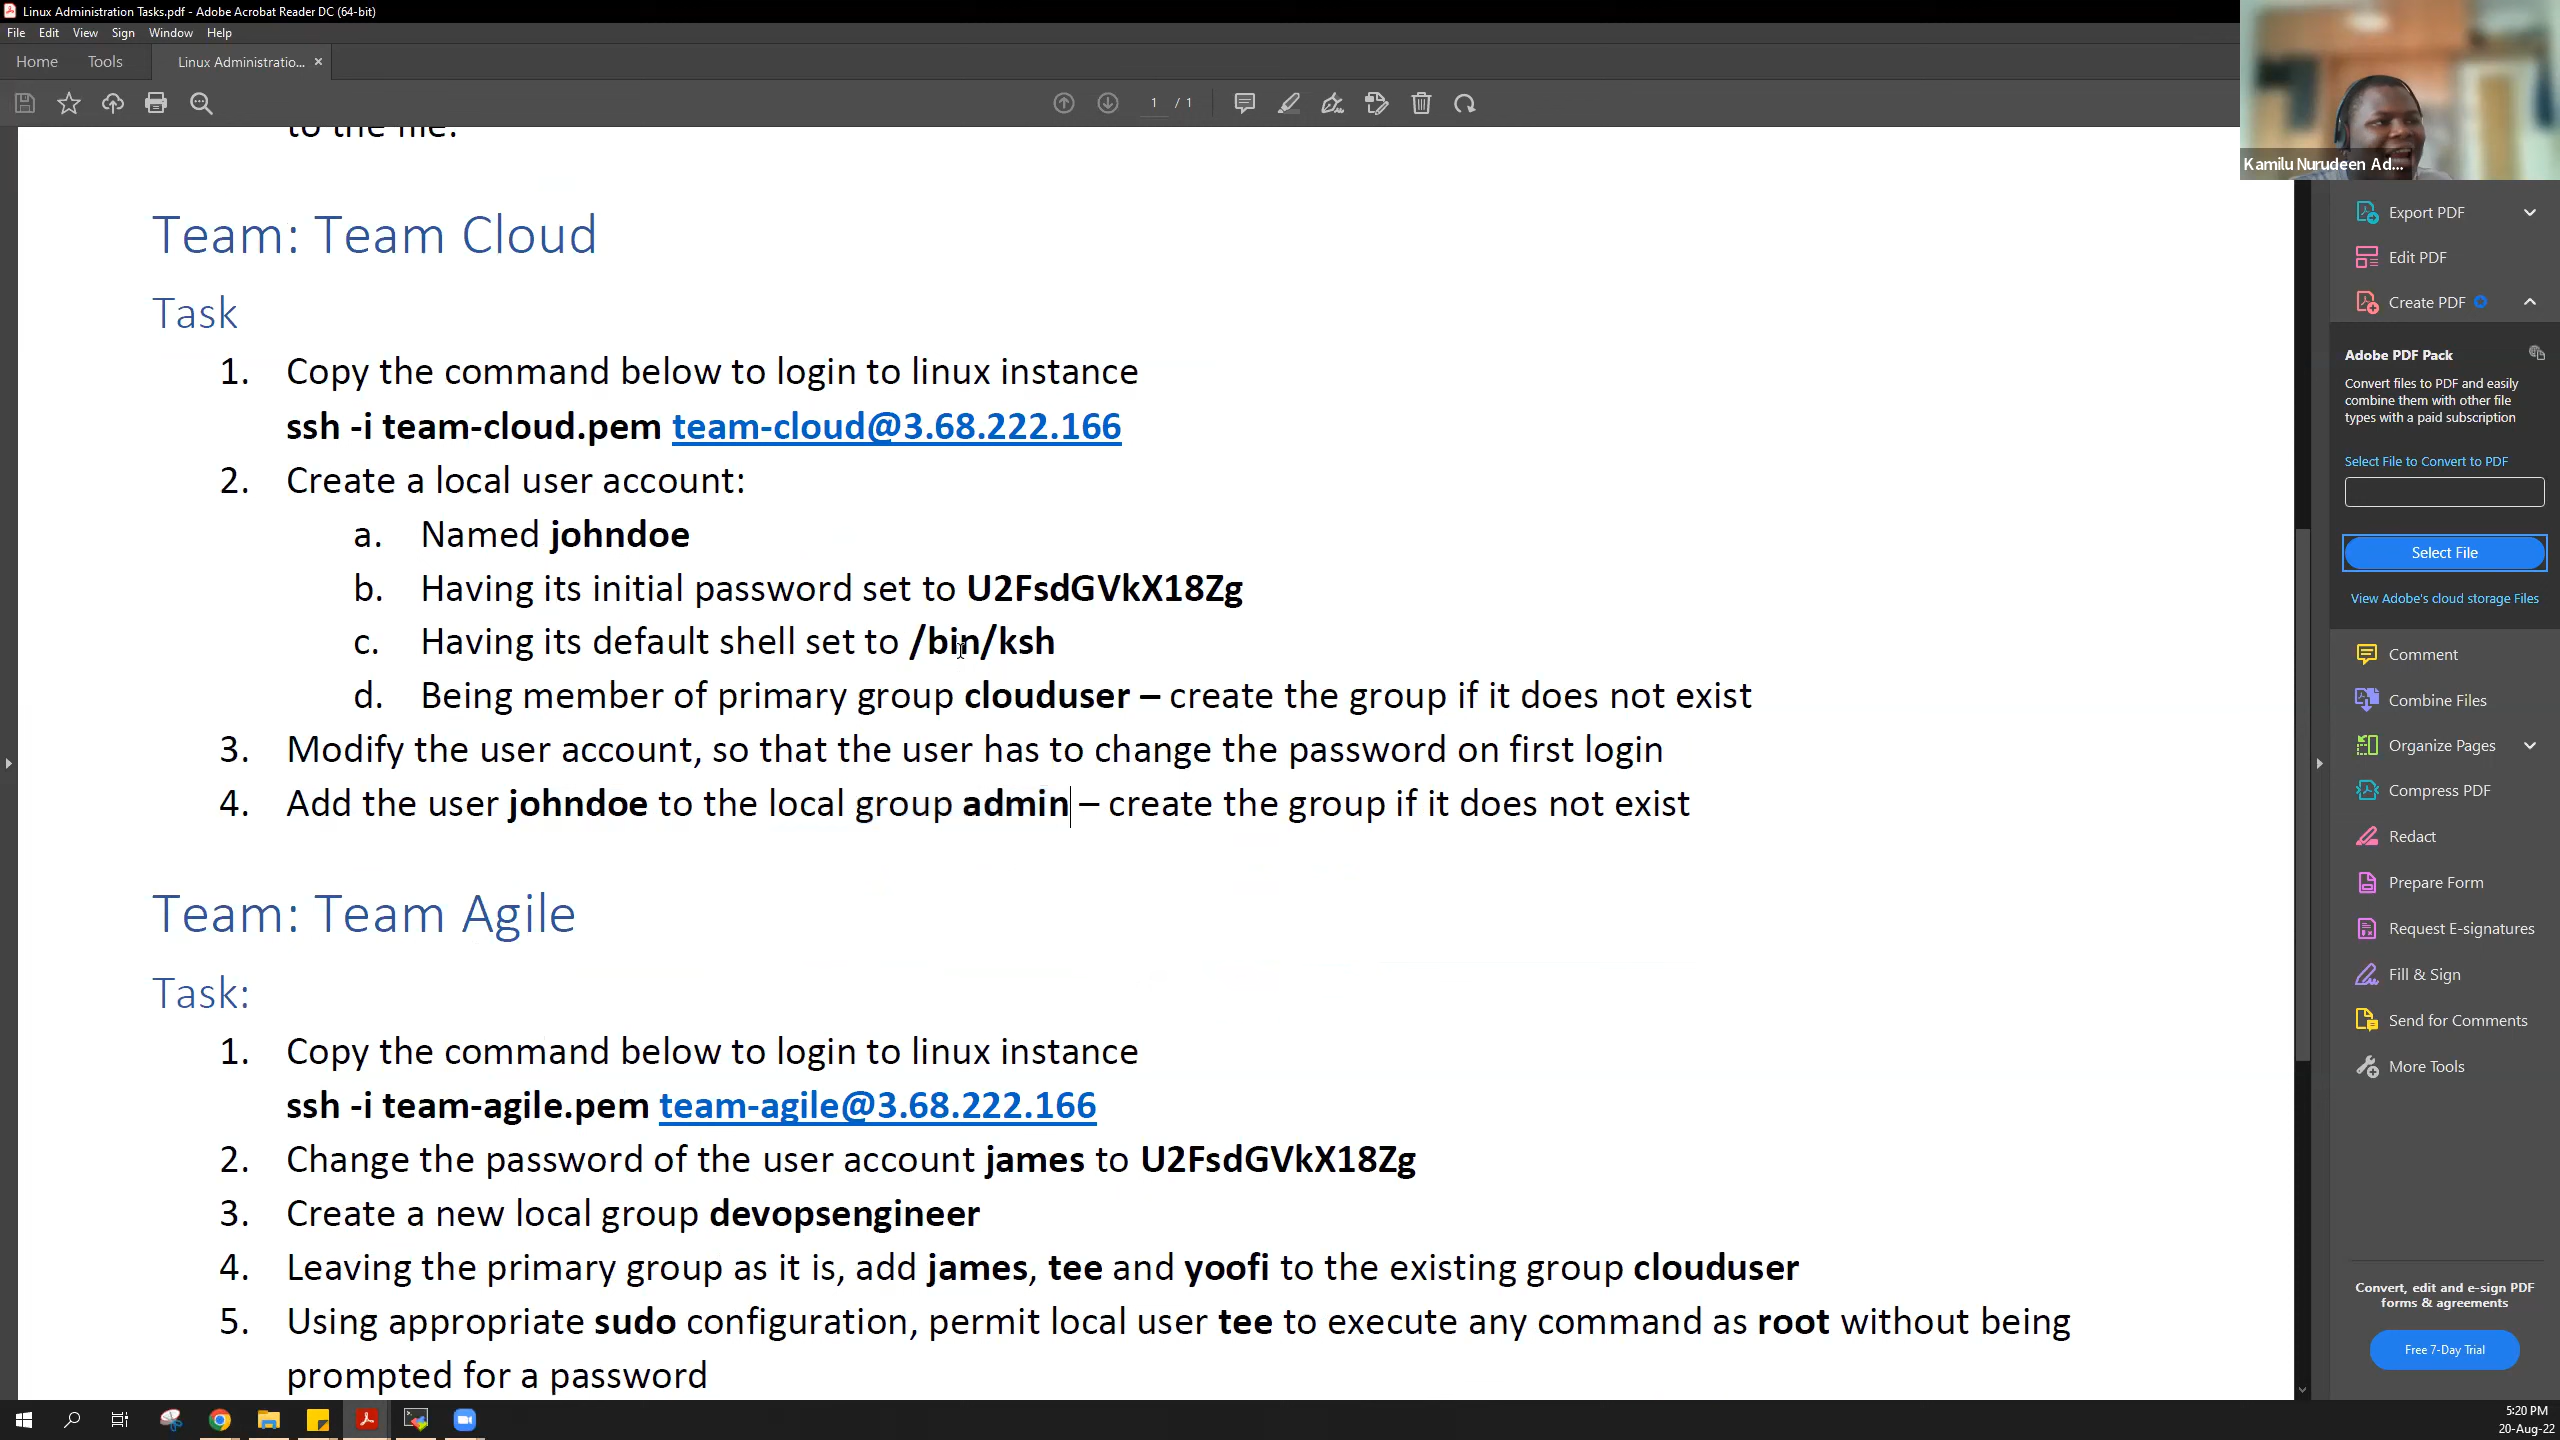 Linux Administration Tasks.pdf - Adobe Acrobat Reader DC (64-bit)
File Edit View Sign Window Help
Home Tools Linux Administratio... ×
1 / 1
to the file.
Team: Team Cloud
Task
1. Copy the command below to login to linux instance
ssh -i team-cloud.pem team-cloud@3.68.222.166
2. Create a local user account:
a. Named johndoe
b. Having its initial password set to U2FsdGVkX18Zg
c. Having its default shell set to /bin/ksh
d. Being member of primary group clouduser – create the group if it does not exist
3. Modify the user account, so that the user has to change the password on first login
4. Add the user johndoe to the local group admin – create the group if it does not exist
Team: Team Agile
Task:
1. Copy the command below to login to linux instance
ssh -i team-agile.pem team-agile@3.68.222.166
2. Change the password of the user account james to U2FsdGVkX18Zg
3. Create a new local group devopsengineer
4. Leaving the primary group as it is, add james, tee and yoofi to the existing group clouduser
5. Using appropriate sudo configuration, permit local user tee to execute any command as root without being
prompted for a password
Kamilu Nurudeen Ad...
Export PDF
Edit PDF
Create PDF
Adobe PDF Pack
Convert files to PDF and easily
combine them with other file
types with a paid subscription
Select File to Convert to PDF
Select File
View Adobe's cloud storage Files
Comment
Combine Files
Organize Pages
Compress PDF
Redact
Prepare Form
Request E-signatures
Fill & Sign
Send for Comments
More Tools
Convert, edit and e-sign PDF
forms & agreements
Free 7-Day Trial
5:20 PM
20-Aug-22